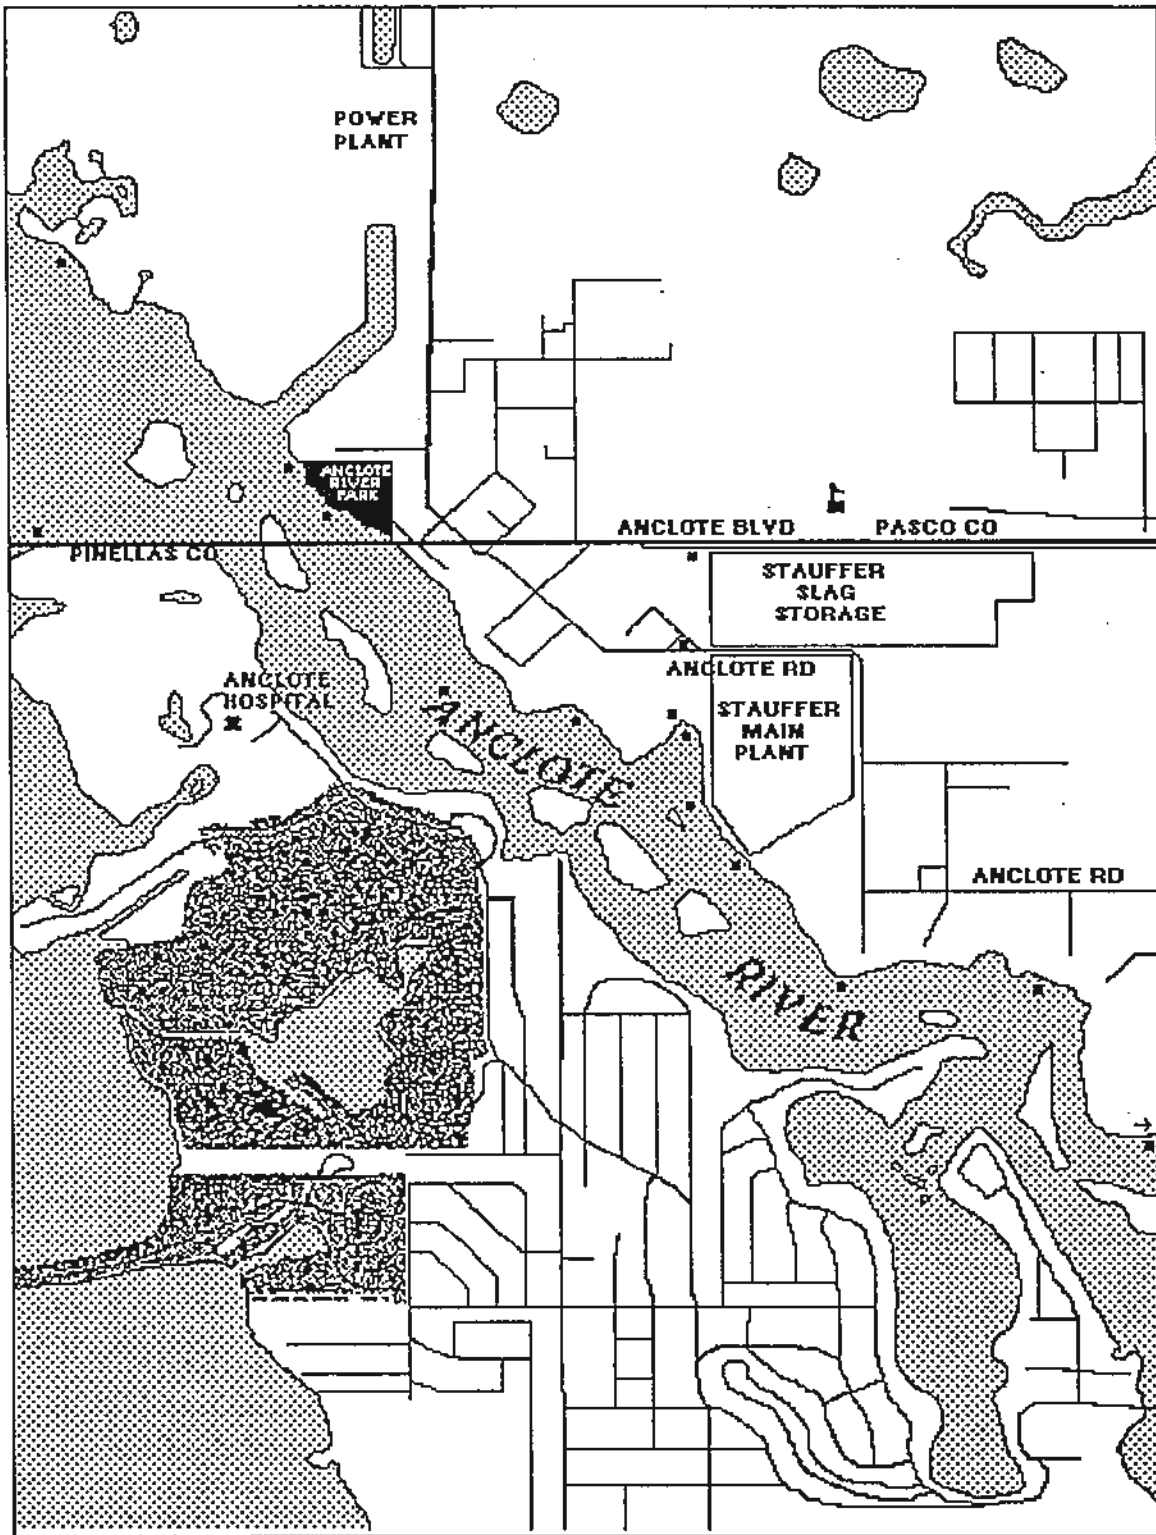 POWER
PLANT
ANCLOTE
RIVER
PARK
ANCLOTE BLVD
PASCO CO
PINELLAS CO
STAUFFER
SLAG
STORAGE
ANCLOTE RD
ANCLOTE
HOSPITAL
STAUFFER
MAIN
PLANT
ANCLOTE
ANCLOTE RD
RIVER